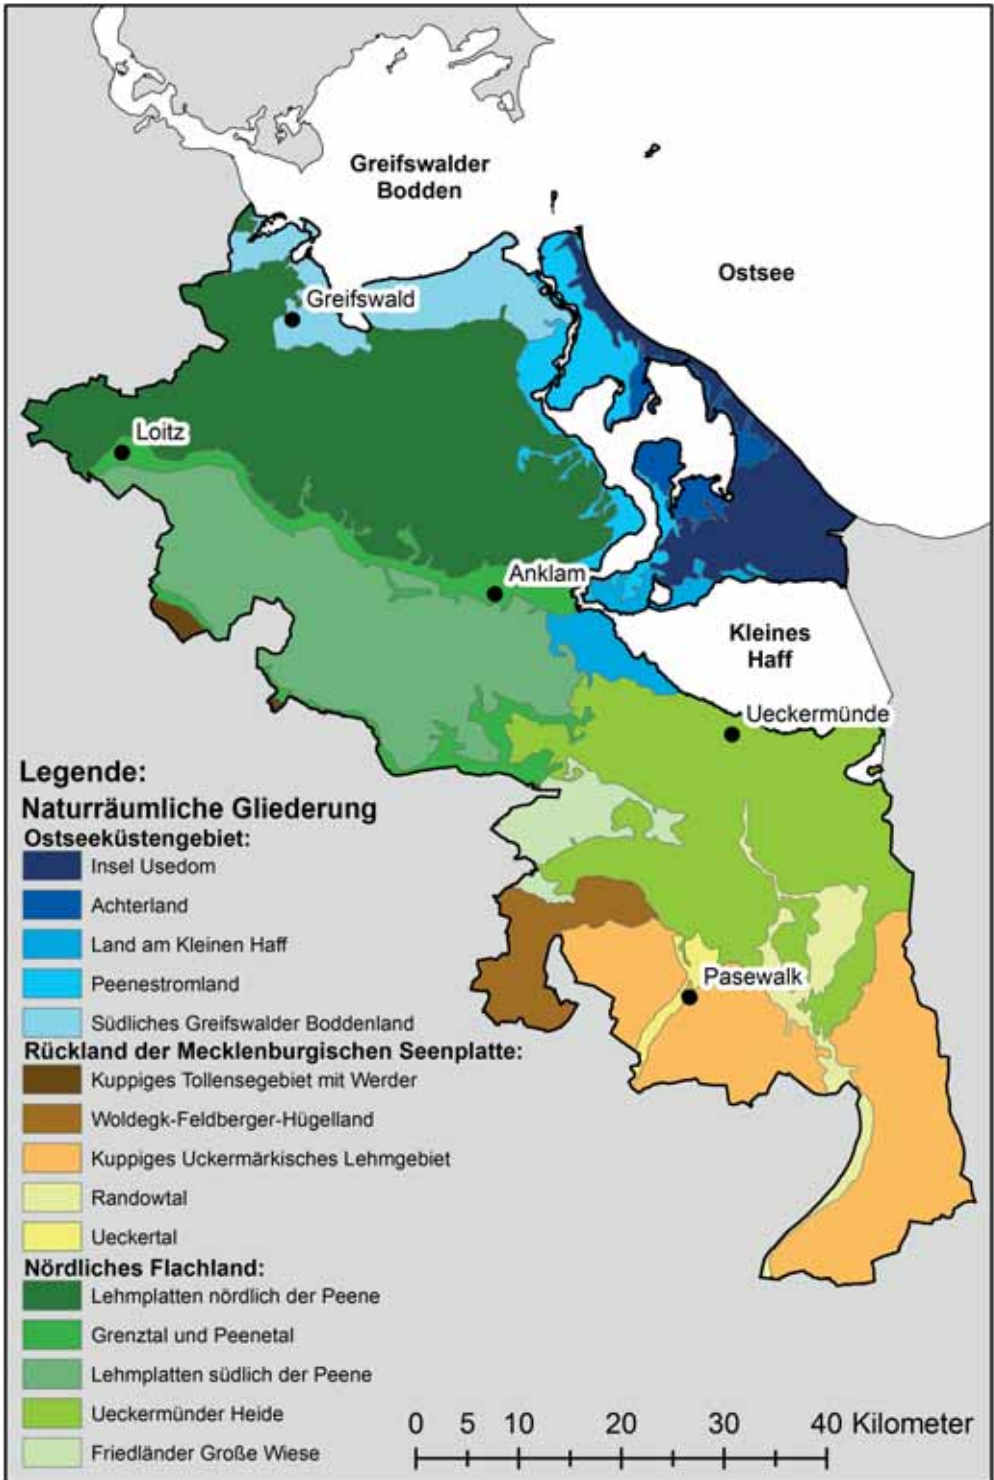 Greifswalder
Bodden
Ostsee
Greifswald
Loitz
Anklam
Kleines
Haff
Ueckermünde
Pasewalk
Legende:
Naturräumliche Gliederung
Ostseeküstengebiet:
Insel Usedom
Achterland
Land am Kleinen Haff
Peenestromland
Südliches Greifswalder Boddenland
Rückland der Mecklenburgischen Seenplatte:
Kuppiges Tollensegebiet mit Werder
Woldegk-Feldberger-Hügelland
Kuppiges Uckermärkisches Lehmgebiet
Randowtal
Ueckertal
Nördliches Flachland:
Lehmplatten nördlich der Peene
Grenztal und Peenetal
Lehmplatten südlich der Peene
Ueckermünder Heide
Friedländer Große Wiese
0 5 10 20 30 40 Kilometer